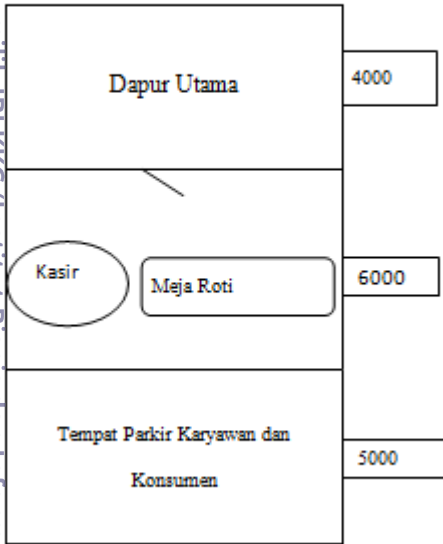 Dapur Utama
4000
Kasir
Meja Roti
6000
Tempat Parkir Karyawan dan
Konsumen
5000